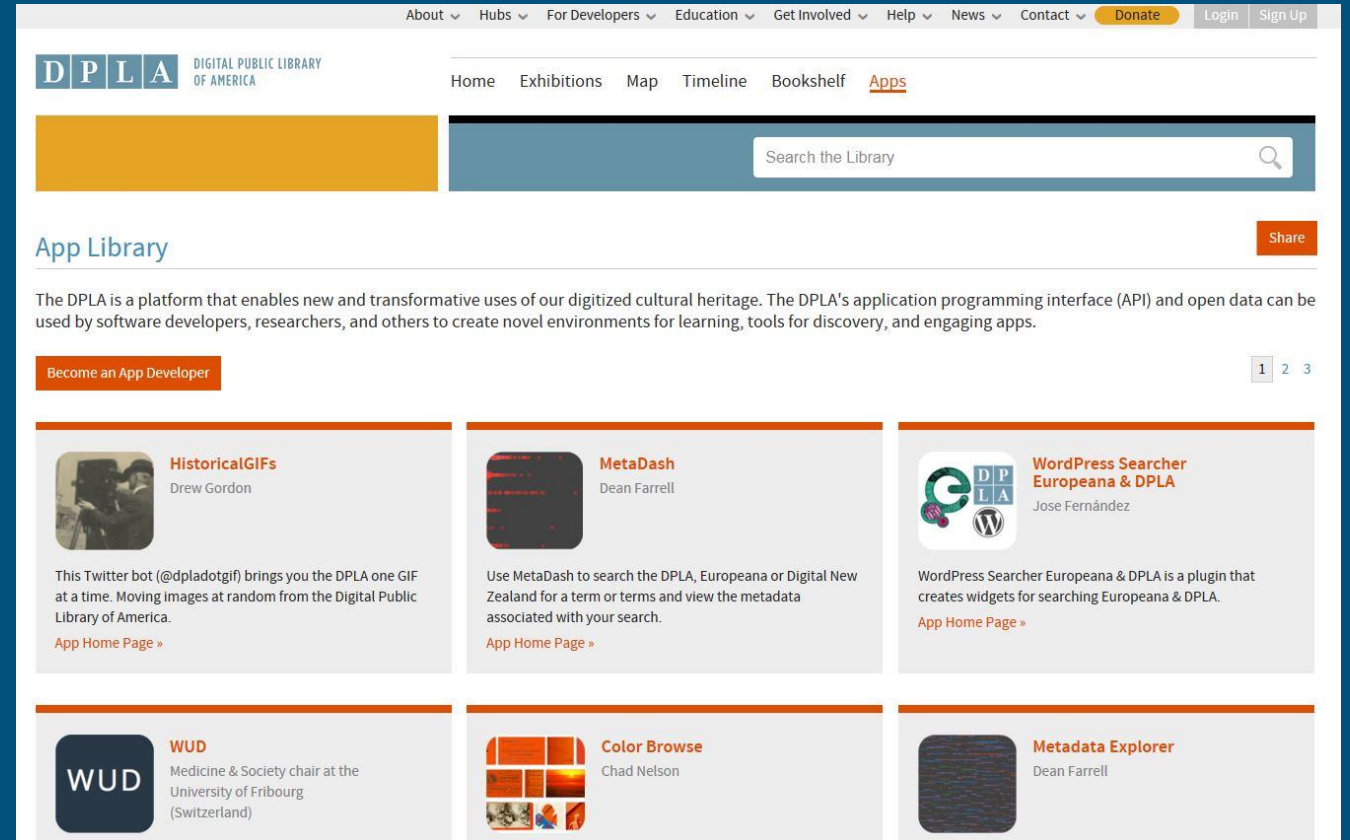 About Hubs For Developers Education Get Involved Help News Contact Donate Login Sign Up
DPLA DIGITAL PUBLIC LIBRARY
OF AMERICA
Home Exhibitions Map Timeline Bookshelf Apps
Search the Library
App Library
Share
The DPLA is a platform that enables new and transformative uses of our digitized cultural heritage. The DPLA's application programming interface (API) and open data can be
used by software developers, researchers, and others to create novel environments for learning, tools for discovery, and engaging apps.
Become an App Developer
1 2 3
HistoricalGIFs
Drew Gordon
This Twitter bot (@dpladotgif) brings you the DPLA one GIF
at a time. Moving images at random from the Digital Public
Library of America.
App Home Page »
MetaDash
Dean Farrell
Use MetaDash to search the DPLA, Europeana or Digital New
Zealand for a term or terms and view the metadata
associated with your search.
App Home Page »
DP
LA
WordPress Searcher
Europeana & DPLA
Jose Fernández
WordPress Searcher Europeana & DPLA is a plugin that
creates widgets for searching Europeana & DPLA.
App Home Page »
WUD
WUD
Medicine & Society chair at the
University of Fribourg
(Switzerland)
Color Browse
Chad Nelson
Metadata Explorer
Dean Farrell